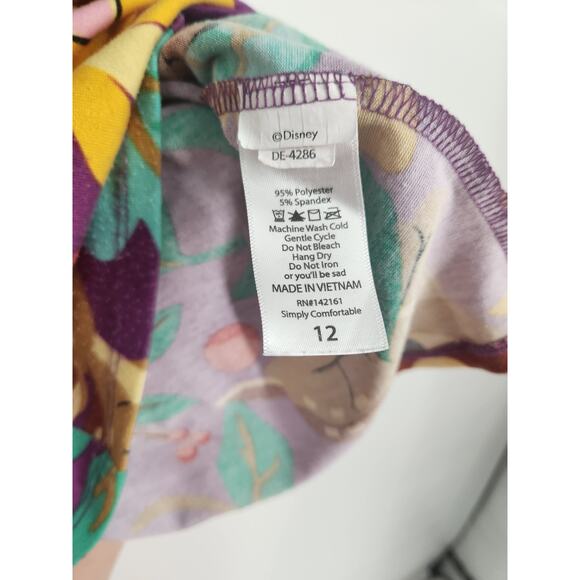 ©Disney
DE-4286
95% Polyester
5% Spandex
Machine Wash Cold
Gentle Cycle
Do Not Bleach
Hang Dry
Do Not Iron
or you'll be sad
MADE IN VIETNAM
RN#142161
Simply Comfortable
12